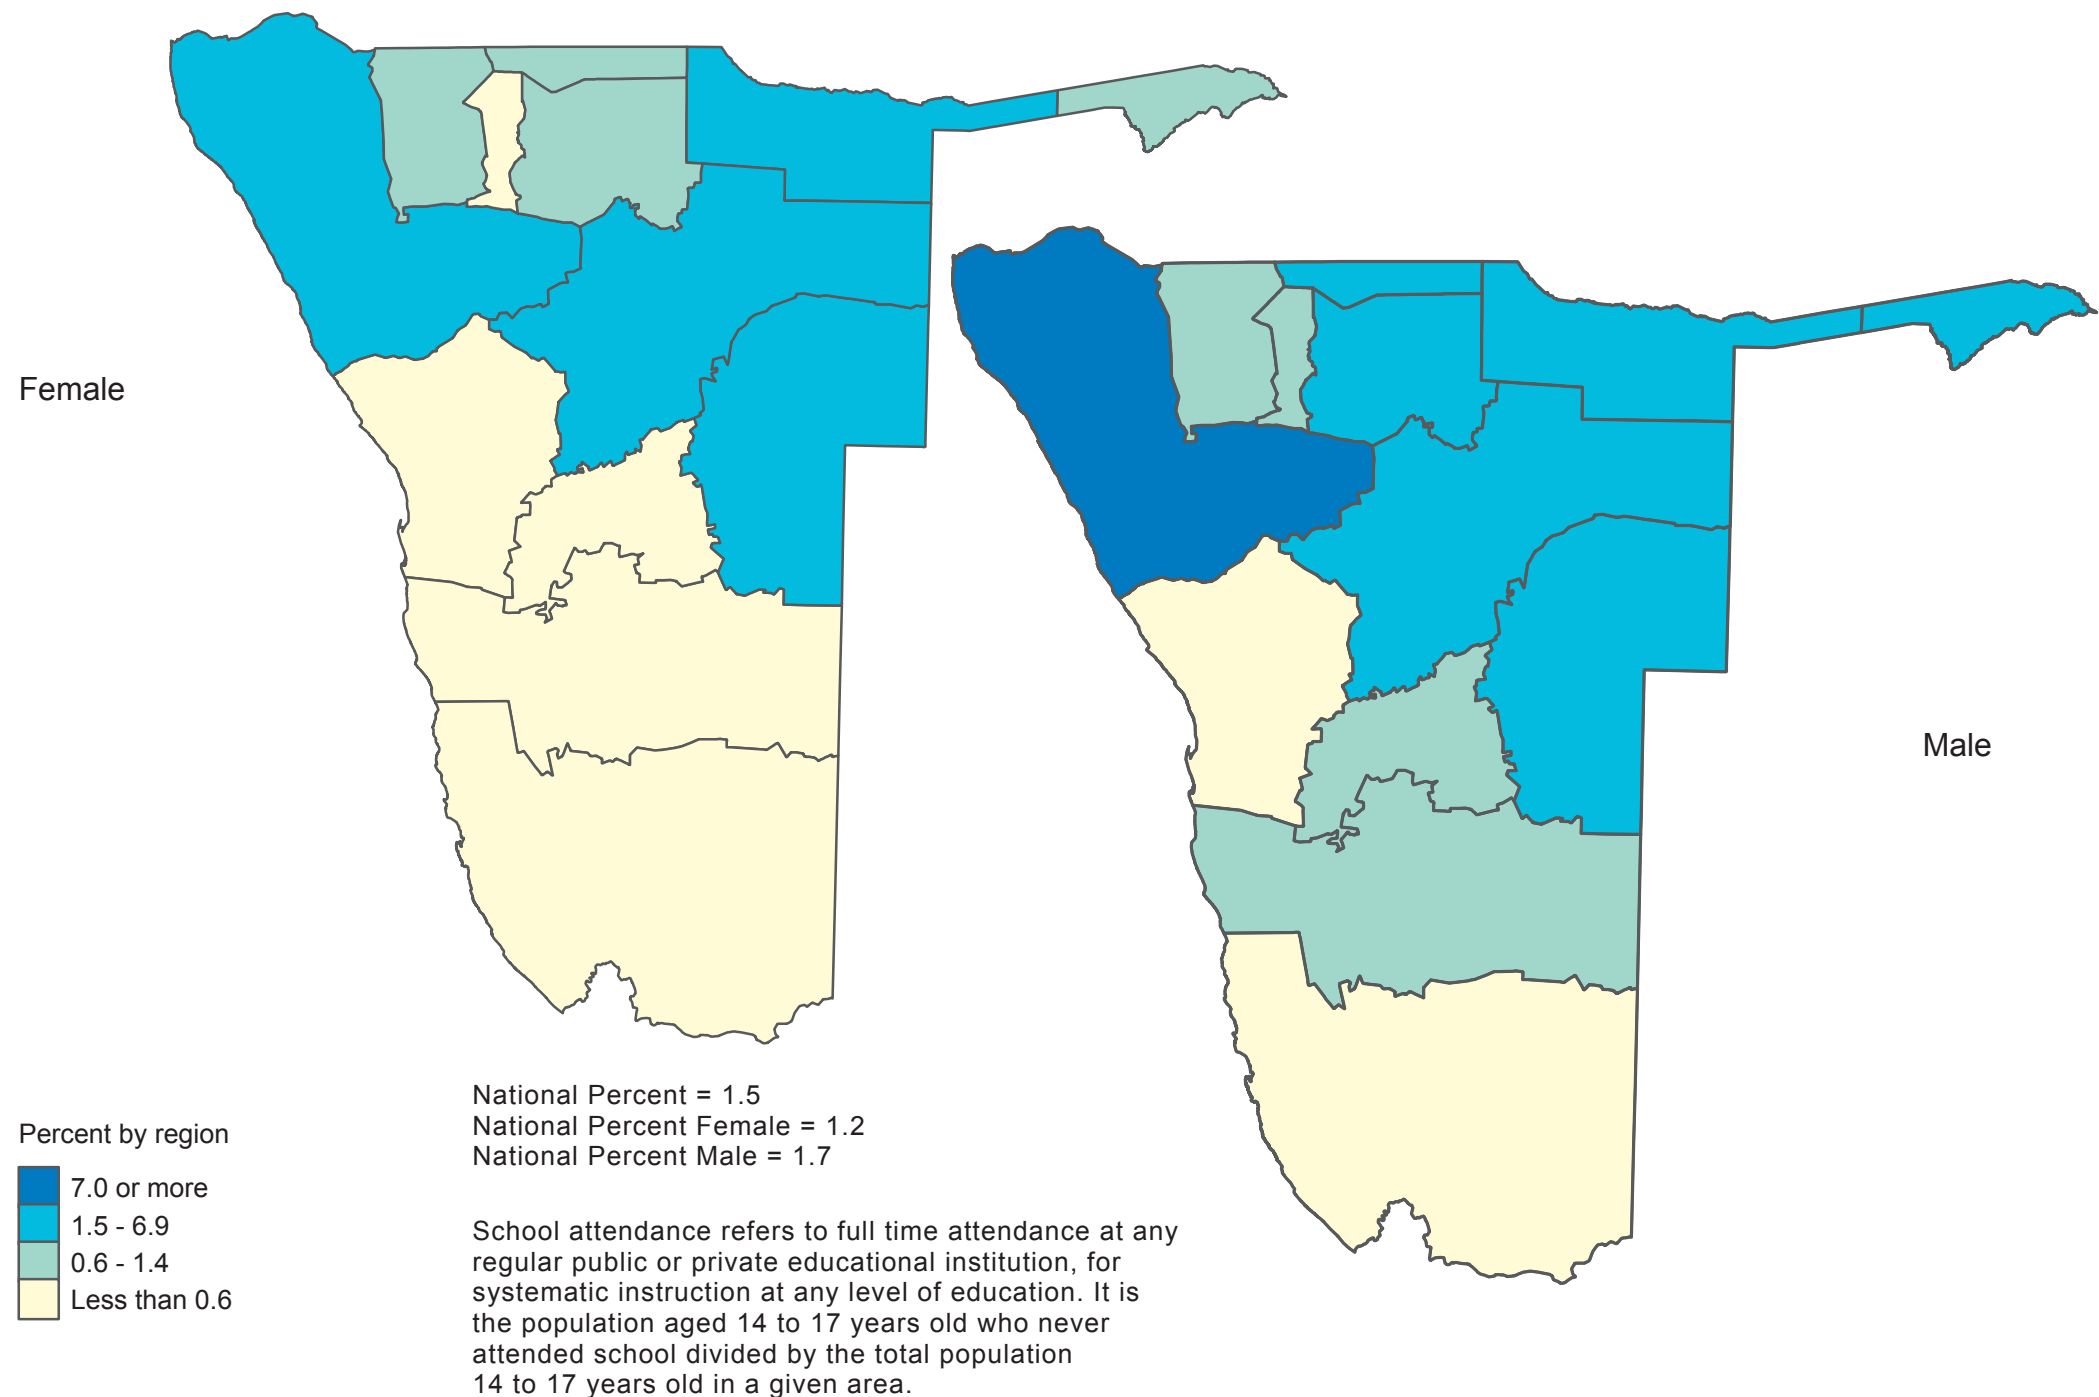 Female
Male
National Percent = 1.5
National Percent Female = 1.2
National Percent Male = 1.7
Percent by region
7.0 or more
1.5 - 6.9
0.6 - 1.4
Less than 0.6
School attendance refers to full time attendance at any
regular public or private educational institution, for
systematic instruction at any level of education. It is
the population aged 14 to 17 years old who never
attended school divided by the total population
14 to 17 years old in a given area.